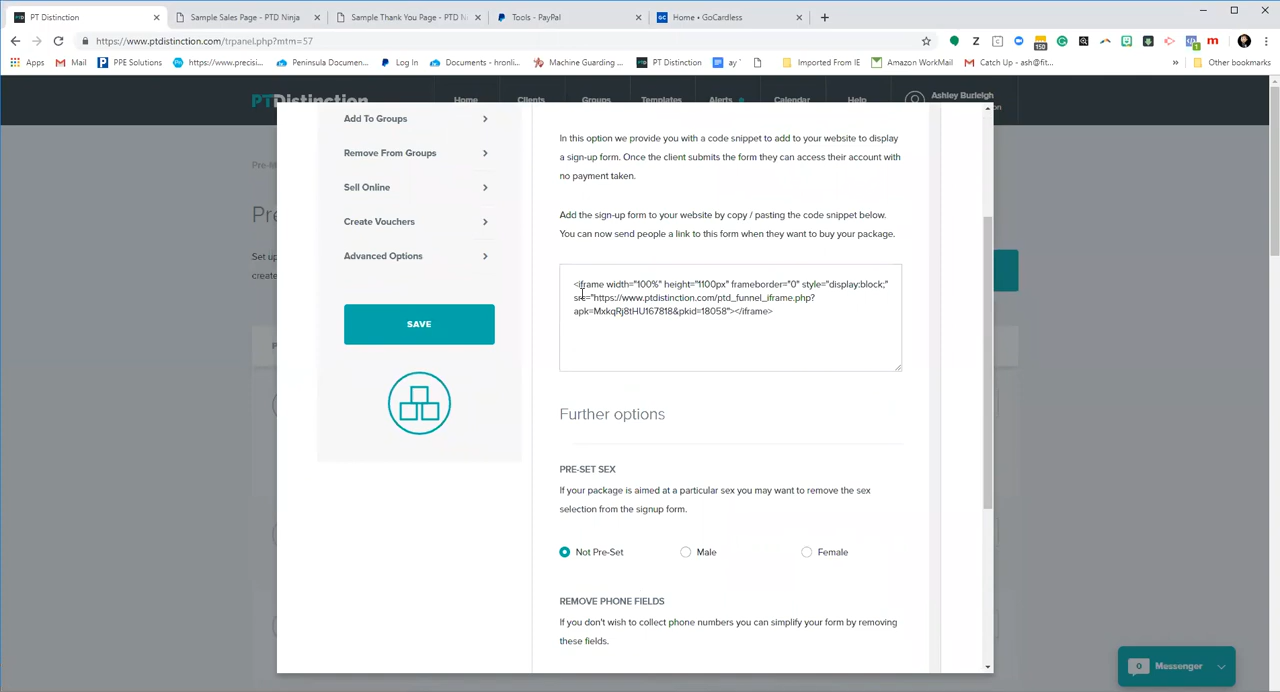 PT Distinction
Sample Sales Page - PTD Ninja
Sample Thank You Page - PTD N
Tools - PayPal
GC Home • GoCardless
https://www.ptdistinction.com/trpanel.php?mtm=57
150
Z
C
1
m
Apps
Mail
PPE Solutions
https://www.precisi...
Peninsula Documen...
Log In
Documents - hronli...
Machine Guarding ...
PT Distinction
ay
Imported From IE
Amazon WorkMail
Catch Up - ash@fit...
»
Other bookmarks
PTDistinction
Home
Clients
Groups
Templates
Alerts
Calendar
Help
Ashley Burleigh
Pre
Set u
create
P
Add To Groups
Remove From Groups
Sell Online
Create Vouchers
Advanced Options
SAVE
In this option we provide you with a code snippet to add to your website to display
a sign-up form. Once the client submits the form they can access their account with
no payment taken.
Add the sign-up form to your website by copy / pasting the code snippet below.
You can now send people a link to this form when they want to buy your package.
<iframe width="100%" height="1100px" frameborder="0" style="display:block;"
src="https://www.ptdistinction.com/ptd_funnel_iframe.php?
apk=MxkqRj8tHU167818&pkid=18058"></iframe>
Further options
PRE-SET SEX
If your package is aimed at a particular sex you may want to remove the sex
selection from the signup form.
Not Pre-Set
Male
Female
REMOVE PHONE FIELDS
If you don't wish to collect phone numbers you can simplify your form by removing
these fields.
0 Messenger